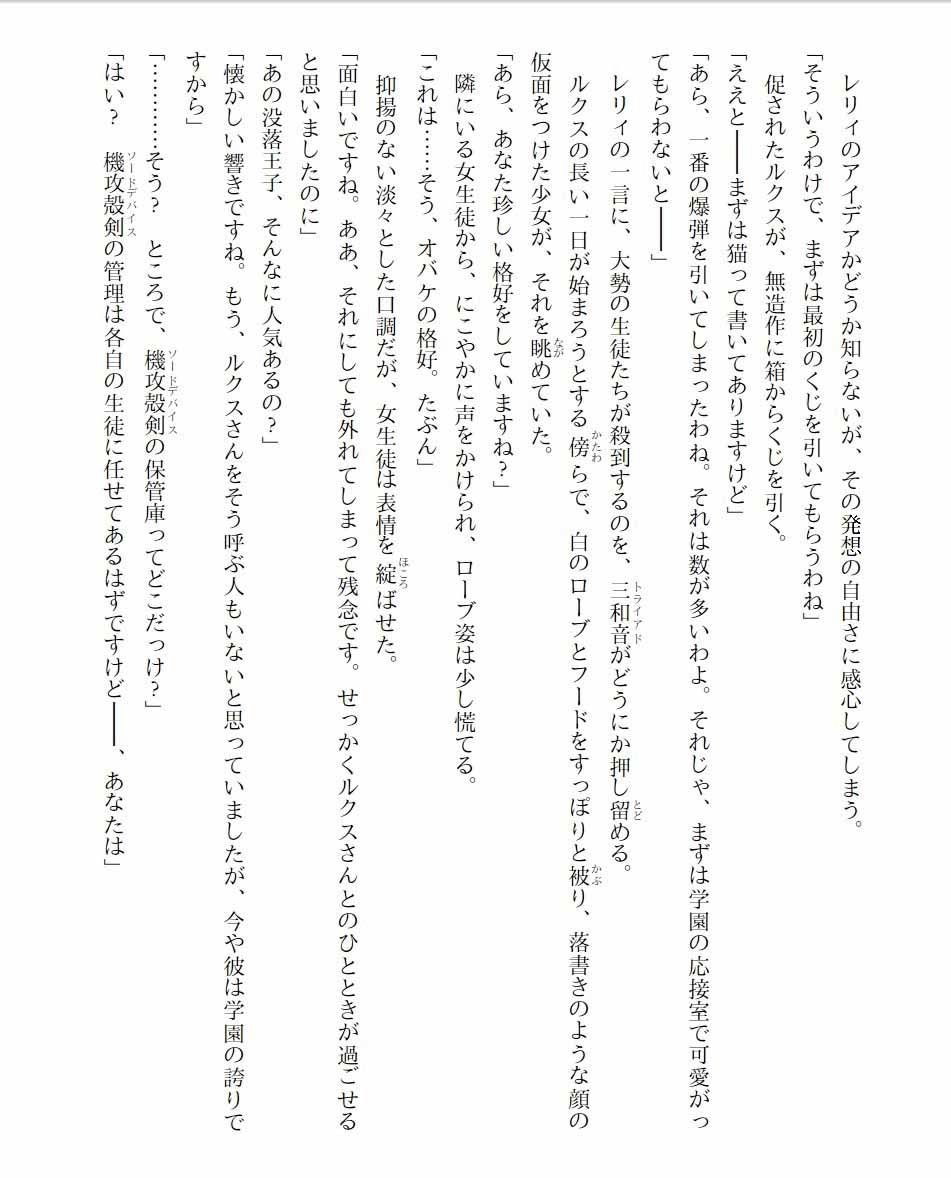 レリィのアイデアかどうか知らないが、その発想の自由さに感心してしまう。
「そういうわけで、まずは最初のくじを引いてもらうわね」
　促されたルクスが、無造作に箱からくじを引く。
「ええと――まずは猫って書いてありますけど」
「あら、一番の爆弾を引いてしまったわね。それは数が多いわよ。それじゃ、まずは学園の応接室で可愛がっ
てもらわないと――」
　レリィの一言に、大勢の生徒たちが殺到するのを、三和音トライアドがどうにか押し留とどめる。
　ルクスの長い一日が始まろうとする傍かたわらで、白のローブとフードをすっぽりと被かぶり、落書きのような顔の
仮面をつけた少女が、それを眺ながめていた。
「あら、あなた珍しい格好をしていますね？」
　隣にいる女生徒から、にこやかに声をかけられ、ローブ姿は少し慌てる。
「これは……そう、オバケの格好。たぶん」
　抑揚のない淡々とした口調だが、女生徒は表情を綻ほころばせた。
「面白いですね。ああ、それにしても外れてしまって残念です。せっかくルクスさんとのひとときが過ごせる
と思いましたのに」
「あの没落王子、そんなに人気あるの？」
「懐かしい響きですね。もう、ルクスさんをそう呼ぶ人もいないと思っていましたが、今や彼は学園の誇りで
すから」
「…………そう？　ところで、機攻殻剣ソードデバイスの保管庫ってどこだっけ？」
「はい？　機攻殻剣ソードデバイスの管理は各自の生徒に任せてあるはずですけど――、あなたは」